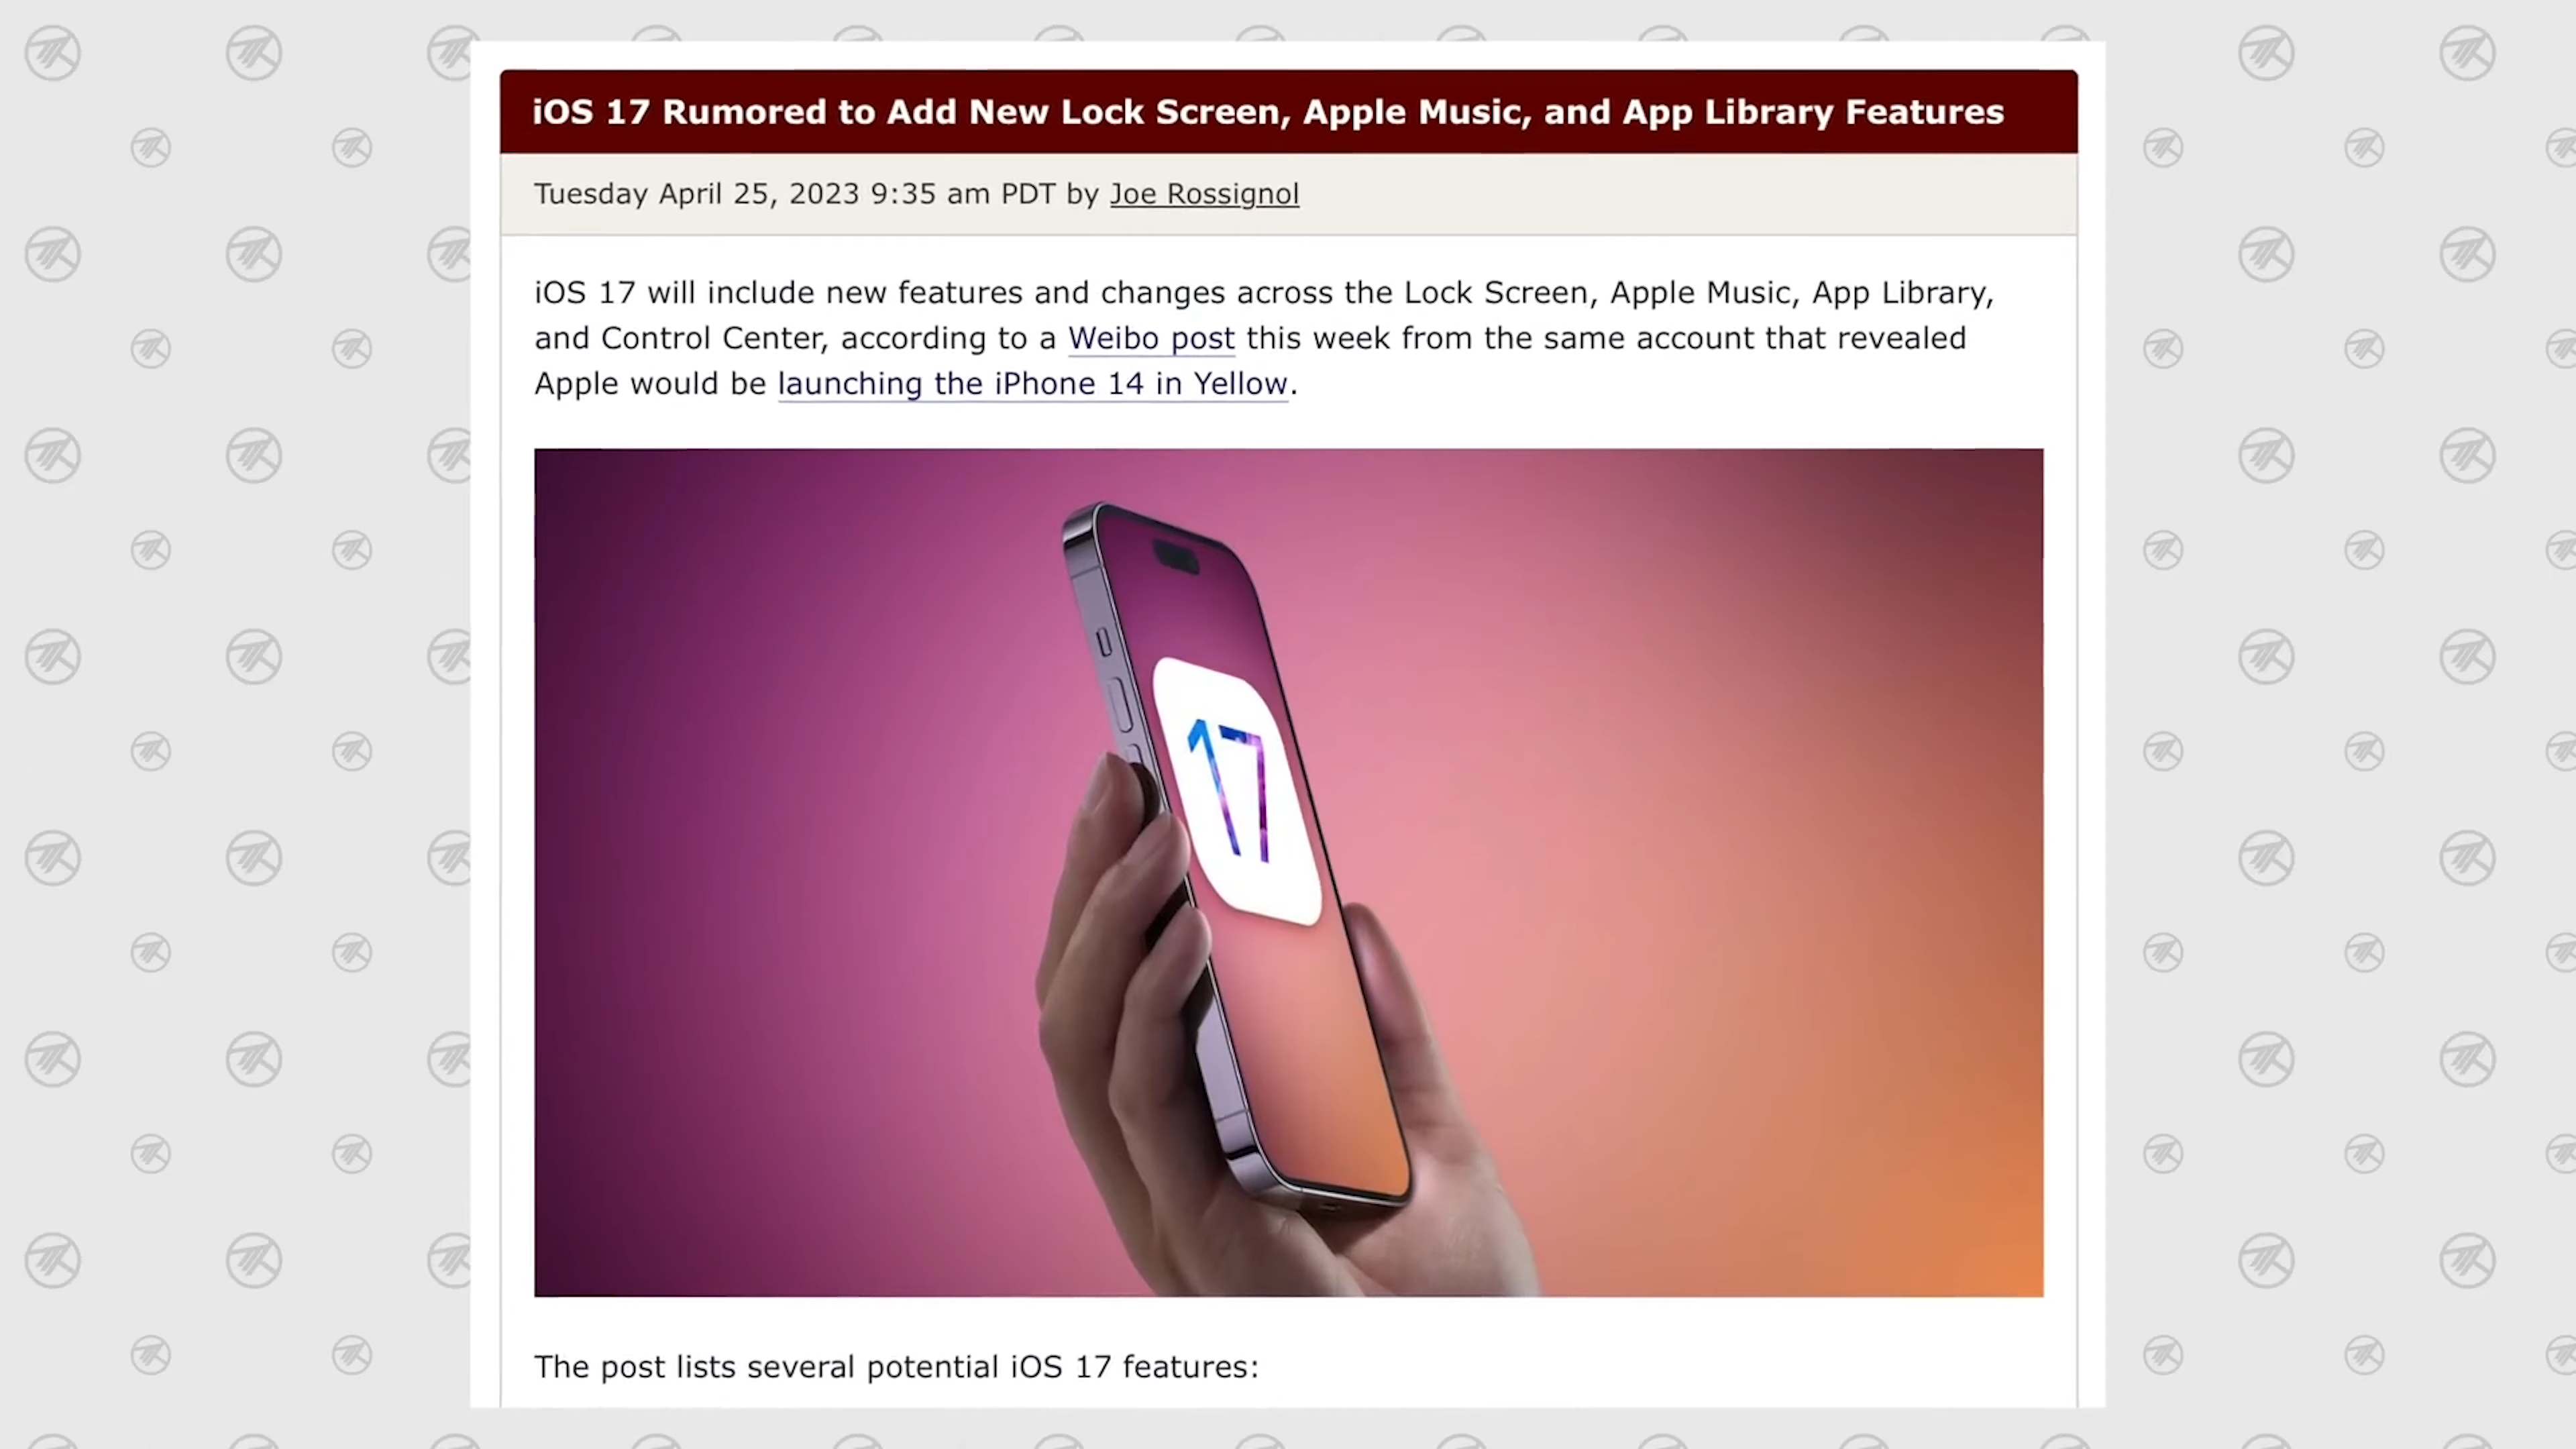 iOS 17 Rumored to Add New Lock Screen, Apple Music, and App Library Features
Tuesday April 25, 2023 9:35 am PDT by Joe Rossignol
iOS 17 will include new features and changes across the Lock Screen, Apple Music, App Library,
and Control Center, according to a Weibo post this week from the same account that revealed
Apple would be launching the iPhone 14 in Yellow.
17
The post lists several potential iOS 17 features: